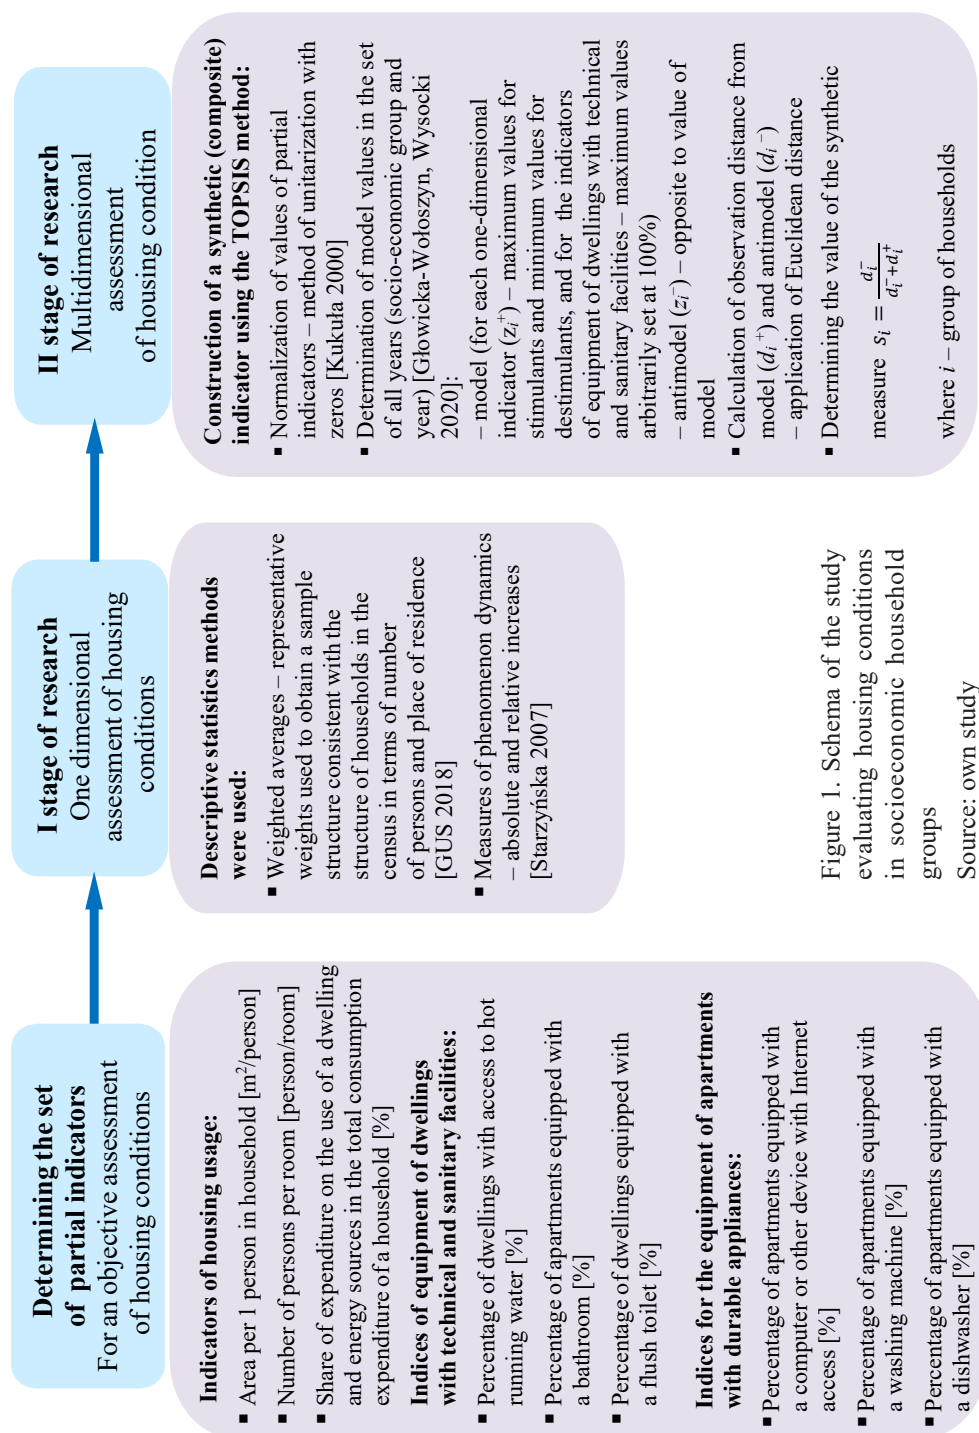 Determining the set
of partial indicators
For an objective assessment
of housing conditions
Indicators of housing usage:
▪ Area per 1 person in household [m²/person]
▪ Number of persons per room [person/room]
▪ Share of expenditure on the use of a dwelling
and energy sources in the total consumption
expenditure of a household [%]
Indices of equipment of dwellings
with technical and sanitary facilities:
▪ Percentage of dwellings with access to hot
running water [%]
▪ Percentage of apartments equipped with
a bathroom [%]
▪ Percentage of dwellings equipped with
a flush toilet [%]
Indices for the equipment of apartments
with durable appliances:
▪ Percentage of apartments equipped with
a computer or other device with Internet
access [%]
▪ Percentage of apartments equipped with
a washing machine [%]
▪ Percentage of apartments equipped with
a dishwasher [%]
I stage of research
One dimensional
assessment of housing
conditions
Descriptive statistics methods
were used:
▪ Weighted averages – representative
weights used to obtain a sample
structure consistent with the
structure of households in the
census in terms of number
of persons and place of residence
[GUS 2018]
▪ Measures of phenomenon dynamics
– absolute and relative increases
[Starzyńska 2007]
II stage of research
Multidimensional
assessment
of housing condition
Construction of a synthetic (composite)
indicator using the TOPSIS method:
▪ Normalization of values of partial
indicators – method of unitarization with
zeros [Kukuła 2000]
▪ Determination of model values in the set
of all years (socio-economic group and
year) [Głowicka-Wołoszyn, Wysocki
2020]:
– model (for each one-dimensional
indicator (z_i^+) – maximum values for
stimulants and minimum values for
destimulants, and for the indicators
of equipment of dwellings with technical
and sanitary facilities – maximum values
arbitrarily set at 100%)
– antimodel (z_i^-) – opposite to value of
model
▪ Calculation of observation distance from
model (d_i^+) and antimodel (d_i^-)
– application of Euclidean distance
▪ Determining the value of the synthetic
measure s_i = d_i^- / (d_i^- + d_i^+)
where i – group of households
Figure 1. Schema of the study
evaluating housing conditions
in socioeconomic household
groups
Source: own study